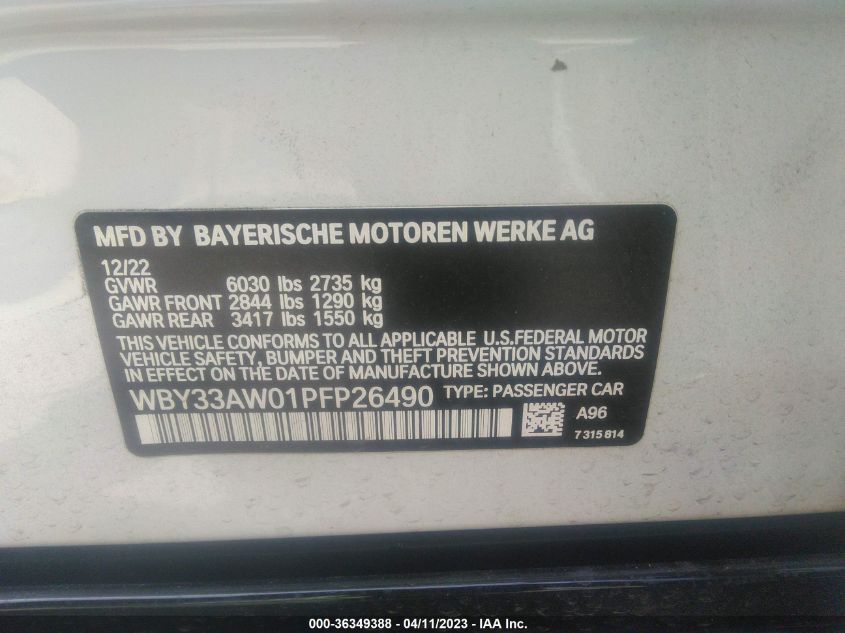 MFD BY BAYERISCHE MOTOREN WERKE AG
12/22
GVWR 6030 lbs 2735 kg
GAWR FRONT 2844 lbs 1290 kg
GAWR REAR 3417 lbs 1550 kg
THIS VEHICLE CONFORMS TO ALL APPLICABLE U.S.FEDERAL MOTOR
VEHICLE SAFETY, BUMPER AND THEFT PREVENTION STANDARDS
IN EFFECT ON THE DATE OF MANUFACTURE SHOWN ABOVE.
WBY33AW01PFP26490 TYPE: PASSENGER CAR
A96
7 315 814
000-36349388 - 04/11/2023 - IAA Inc.